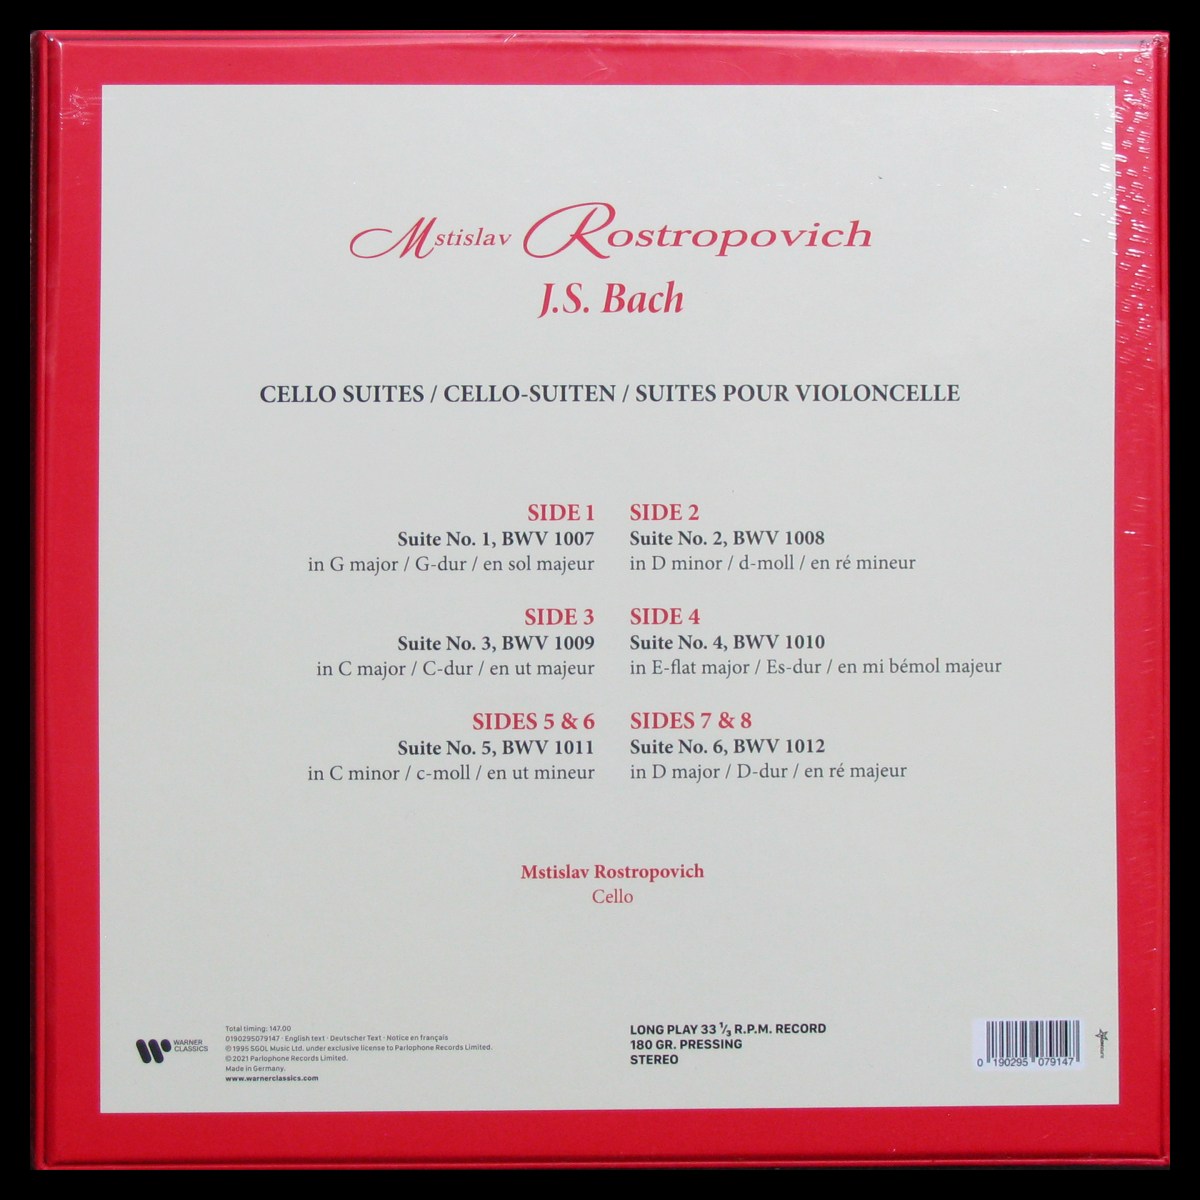 Mstislav Rostropovich
J.S. Bach
CELLO SUITES / CELLO-SUITEN / SUITES POUR VIOLONCELLE
SIDE 1
Suite No. 1, BWV 1007
in G major / G-dur / en sol majeur
SIDE 2
Suite No. 2, BWV 1008
in D minor / d-moll / en ré mineur
SIDE 3
Suite No. 3, BWV 1009
in C major / C-dur / en ut majeur
SIDE 4
Suite No. 4, BWV 1010
in E-flat major / Es-dur / en mi bémol majeur
SIDES 5 & 6
Suite No. 5, BWV 1011
in C minor / c-moll / en ut mineur
SIDES 7 & 8
Suite No. 6, BWV 1012
in D major / D-dur / en ré majeur
Mstislav Rostropovich
Cello
WARNER
CLASSICS
Total timing: 147.00
0190295079147 · English text · Deutscher Text · Notice en français
℗ 1995 SGOL Music Ltd. under exclusive license to Parlophone Records Limited.
© 2021 Parlophone Records Limited.
Made in Germany.
www.warnerclassics.com
LONG PLAY 33 1/3 R.P.M. RECORD
180 GR. PRESSING
STEREO
0 190295 079147